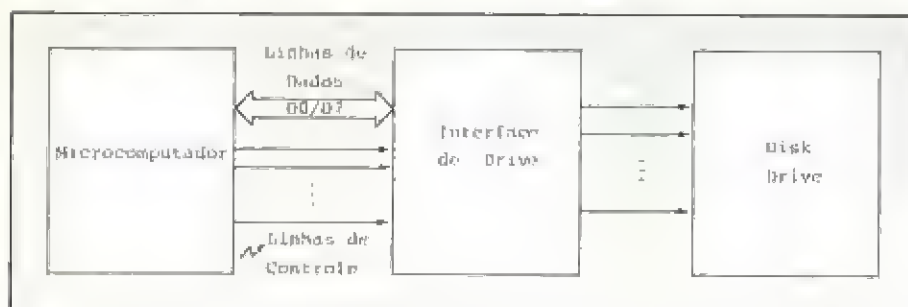 Linhas de
Dados
D0/D7
Microcomputador
Interface
de Drive
Disk
Drive
Linhas de
Controle